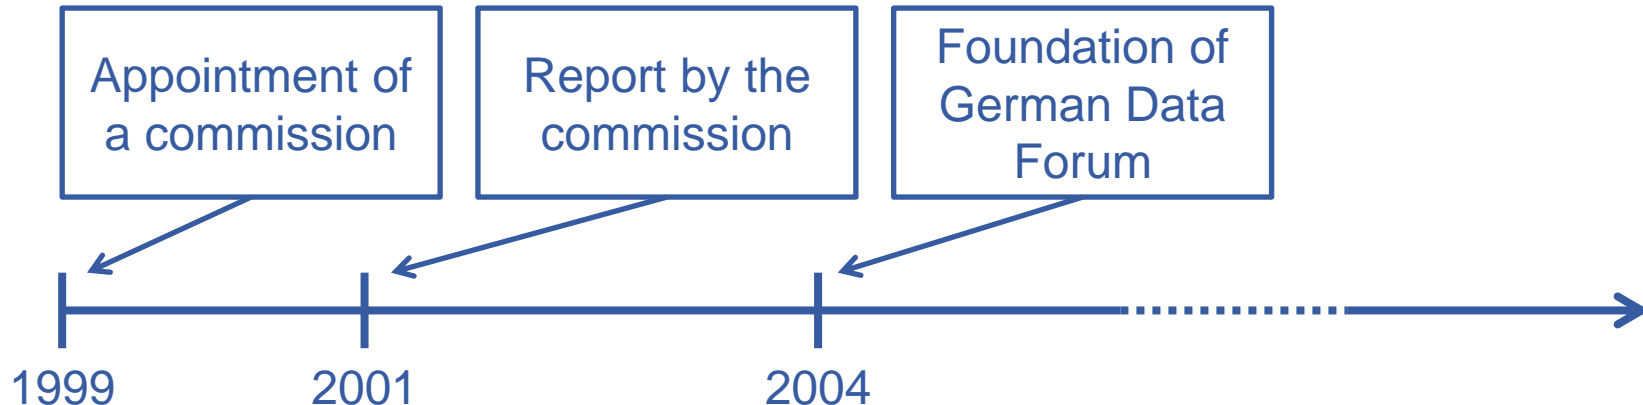 Appointment of
a commission
Report by the
commission
Foundation of
German Data
Forum
1999
2001
2004